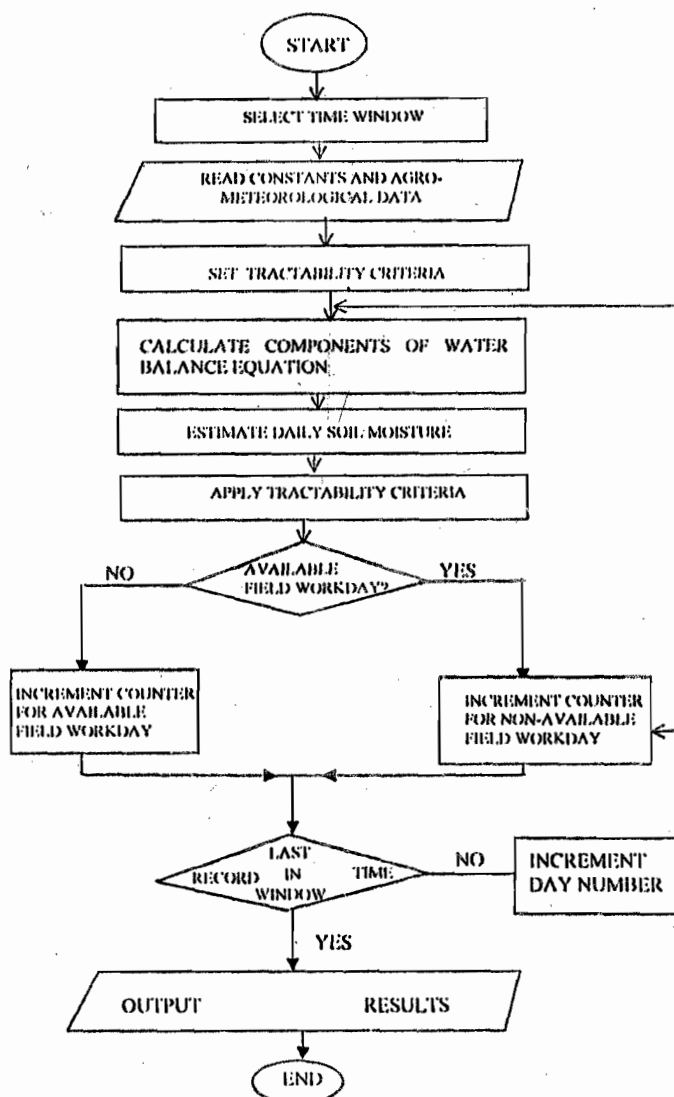 START
SELECT TIME WINDOW
READ CONSTANTS AND AGRO-
METEOROLOGICAL DATA
SET TRACTABILITY CRITERIA
CALCULATE COMPONENTS OF WATER
BALANCE EQUATION
ESTIMATE DAILY SOIL MOISTURE
APPLY TRACTABILITY CRITERIA
AVAILABLE
FIELD WORKDAY?
NO
YES
INCREMENT COUNTER
FOR AVAILABLE
FIELD WORKDAY
INCREMENT COUNTER
FOR NON-AVAILABLE
FIELD WORKDAY
LAST
RECORD IN TIME
WINDOW
NO
INCREMENT
DAY NUMBER
YES
OUTPUT RESULTS
END